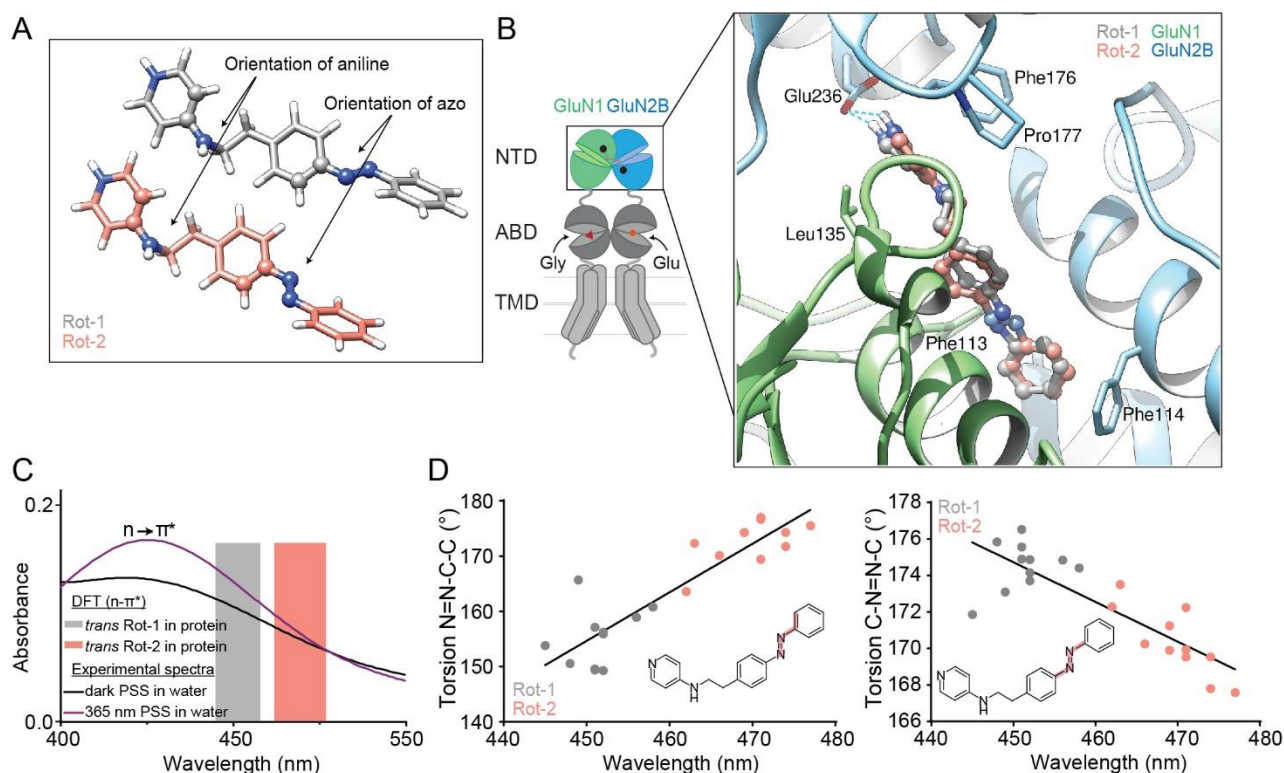 A
Orientation of aniline
Orientation of azo
Rot-1
Rot-2
B
GluN1 GluN2B
NTD
ABD
Gly
Glu
TMD
Rot-1 GluN1
Rot-2 GluN2B
Phe176
Glu236
Pro177
Leu135
Phe113
Phe114
C
0.2
n→π*
Absorbance
DFT (n-π*)
trans Rot-1 in protein
trans Rot-2 in protein
Experimental spectra
dark PSS in water
365 nm PSS in water
0.0
400 450 550
Wavelength (nm)
D
Torsion N=N-C-C (°)
180
170
160
150
140
Rot-1
Rot-2
N
N
N
N
H
440 450 460 470 480
Wavelength (nm)
Torsion C-N=N-C (°)
178
176
174
172
170
168
166
Rot-1
Rot-2
N
N
N
N
H
440 450 460 470 480
Wavelength (nm)